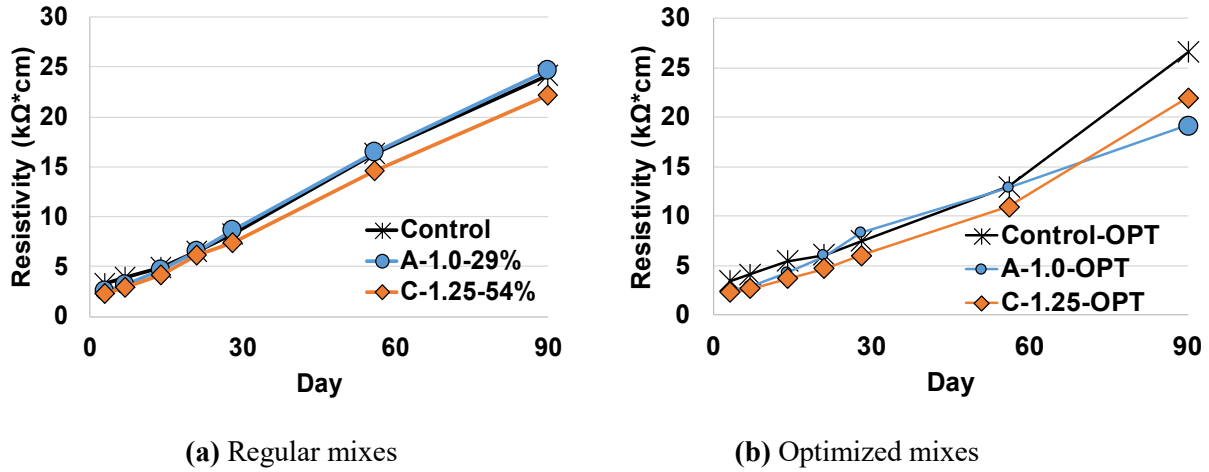 30
25
20
15
10
5
0
Resistivity (kΩ*cm)
Control
A-1.0-29%
C-1.25-54%
0 30 60 90
Day
(a) Regular mixes
30
25
20
15
10
5
0
Resistivity (kΩ*cm)
Control-OPT
A-1.0-OPT
C-1.25-OPT
0 30 60 90
Day
(b) Optimized mixes